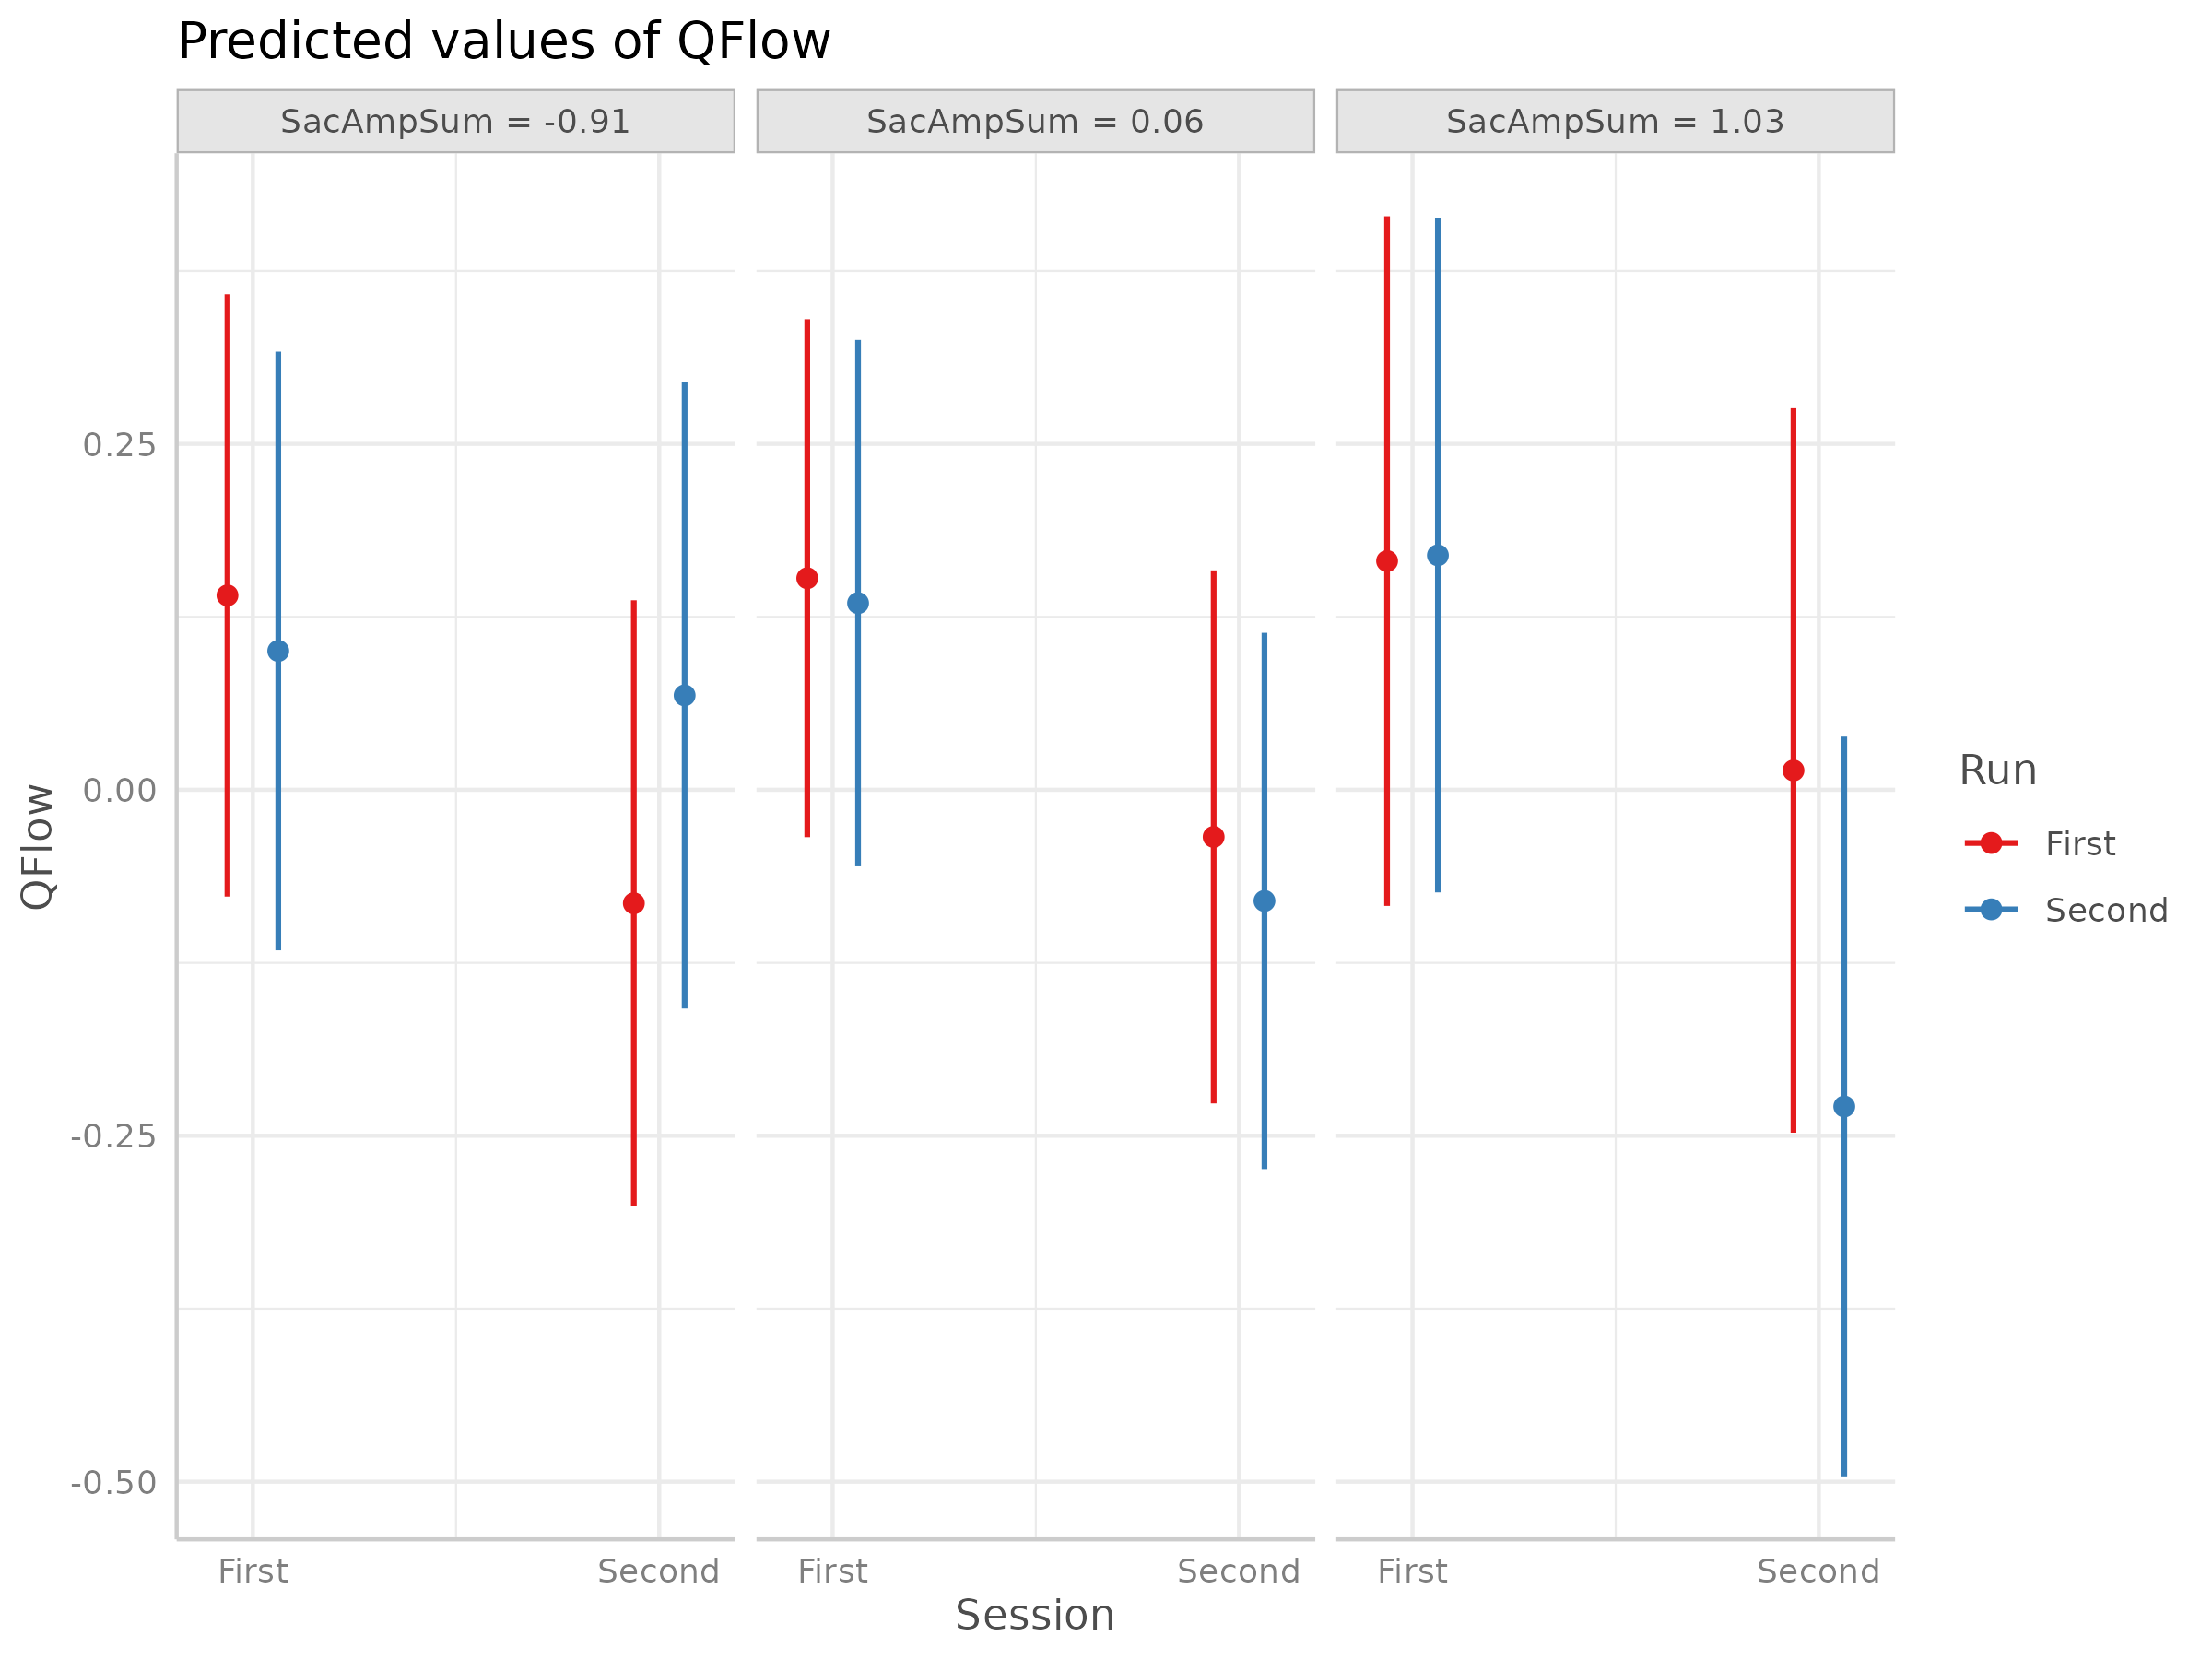 Predicted values of QFlow
SacAmpSum = -0.91
SacAmpSum = 0.06
SacAmpSum = 1.03
QFlow
0.25
0.00
-0.25
-0.50
First
Second
First
Second
First
Second
Session
Run
First
Second